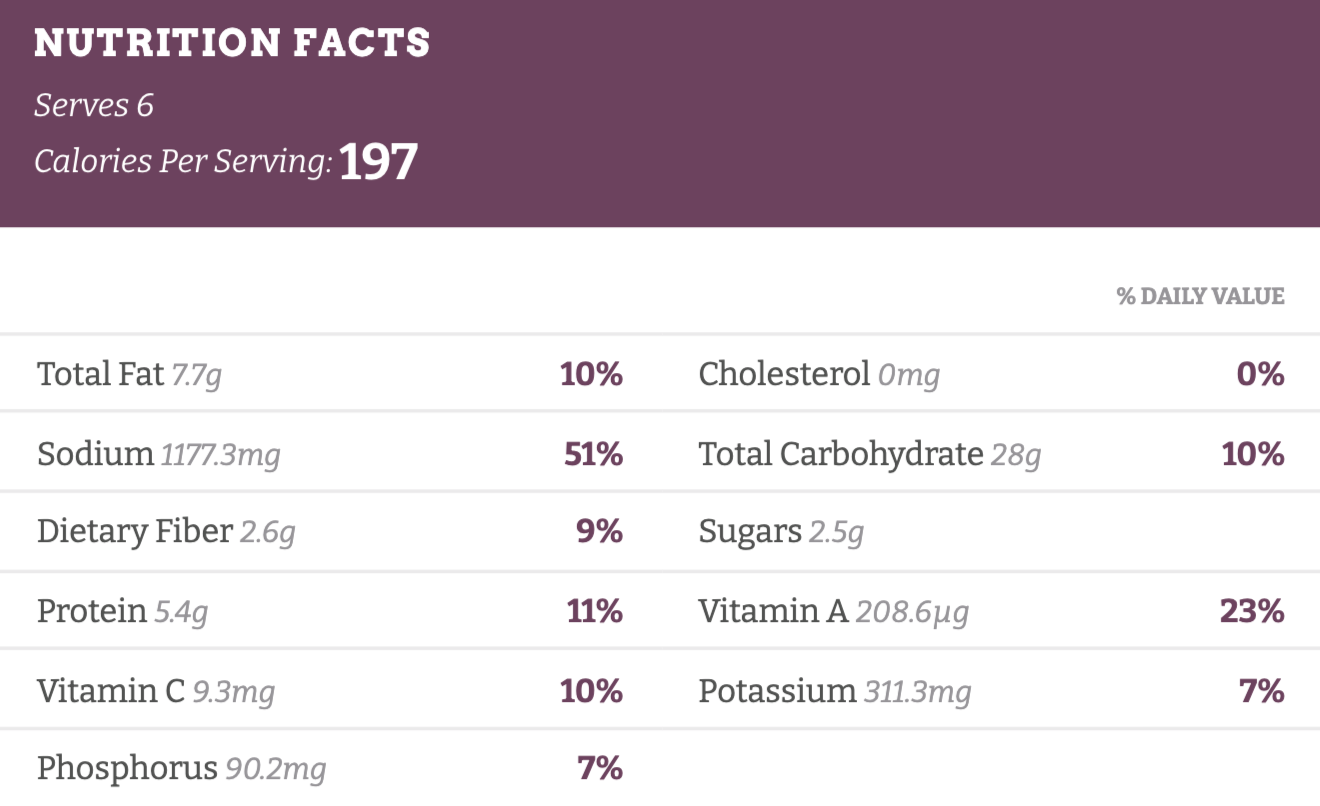 NUTRITION FACTS
Serves 6
Calories Per Serving: 197
% DAILY VALUE
Total Fat 7.7g 10% Cholesterol 0mg 0%
Sodium 1177.3mg 51% Total Carbohydrate 28g 10%
Dietary Fiber 2.6g 9% Sugars 2.5g
Protein 5.4g 11% Vitamin A 208.6µg 23%
Vitamin C 9.3mg 10% Potassium 311.3mg 7%
Phosphorus 90.2mg 7%